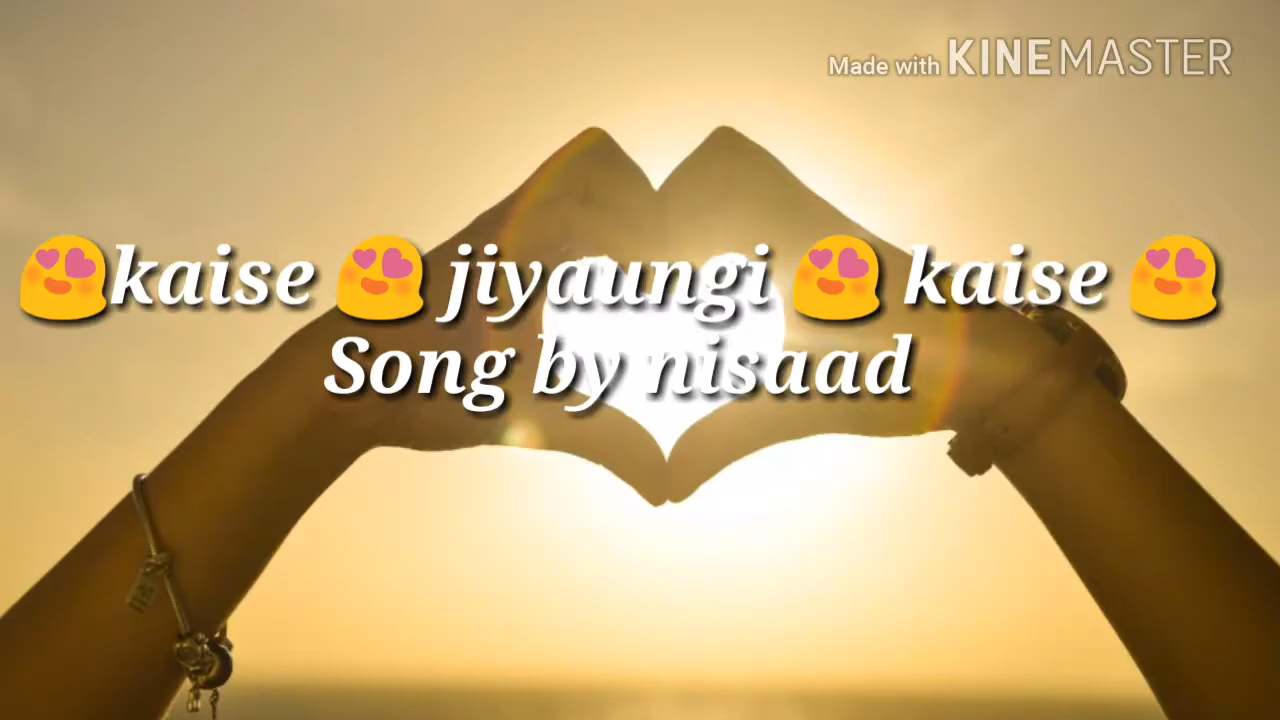 Made with KINEMASTER
😍kaise 😍 jiyaungi 😍 kaise 😍
Song by nisaad